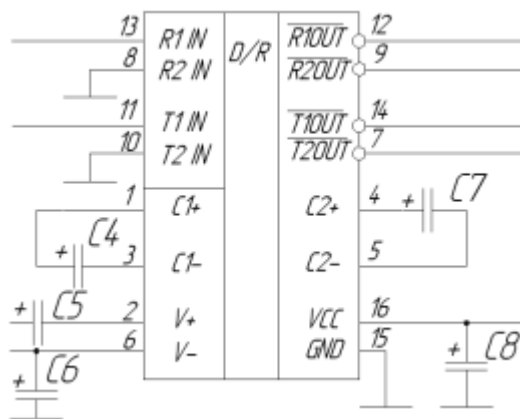 13 R1 IN D/R R1OUT 12
8 R2 IN R2OUT 9
11 T1 IN T1OUT 14
10 T2 IN T2OUT 7
1 C1+ C2+ 4 + C7
+ C4 3 C1- C2- 5
+ C5 2 V+ VCC 16
6 V- GND 15
+ C6 + C8